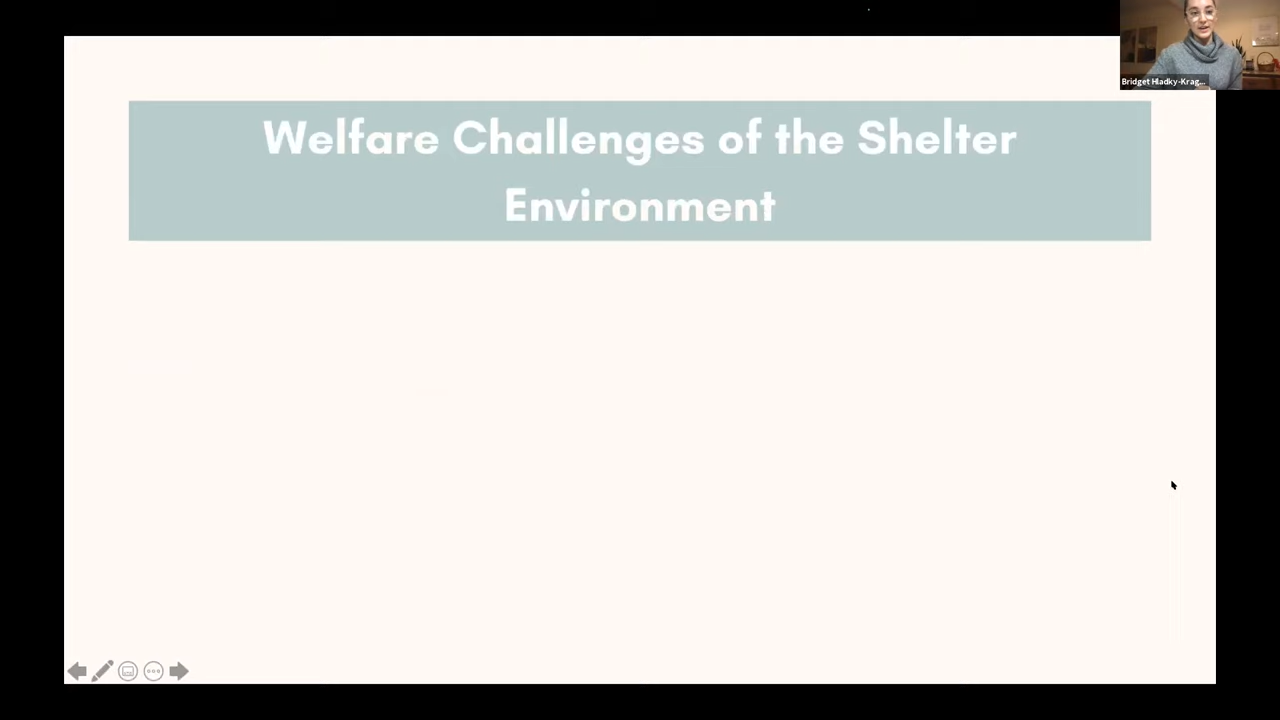 Bridget Hladky-Krag...
Welfare Challenges of the Shelter
Environment